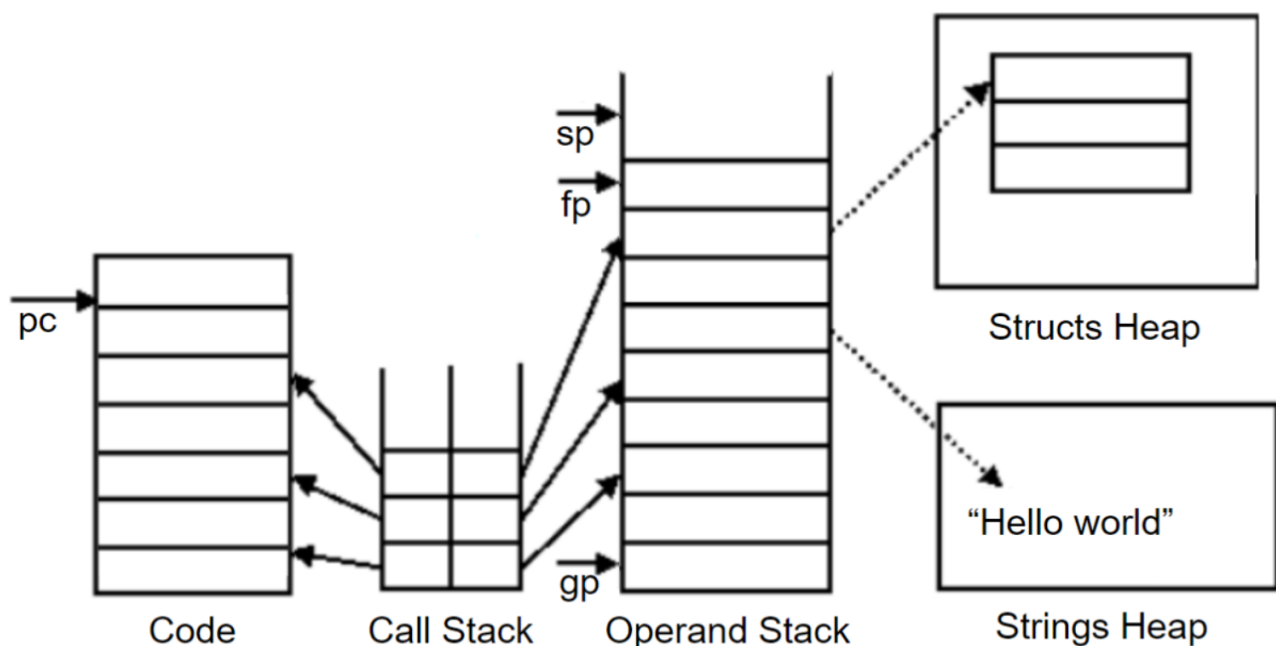 sp
fp
pc
gp
Structs Heap
“Hello world”
Code
Call Stack
Operand Stack
Strings Heap